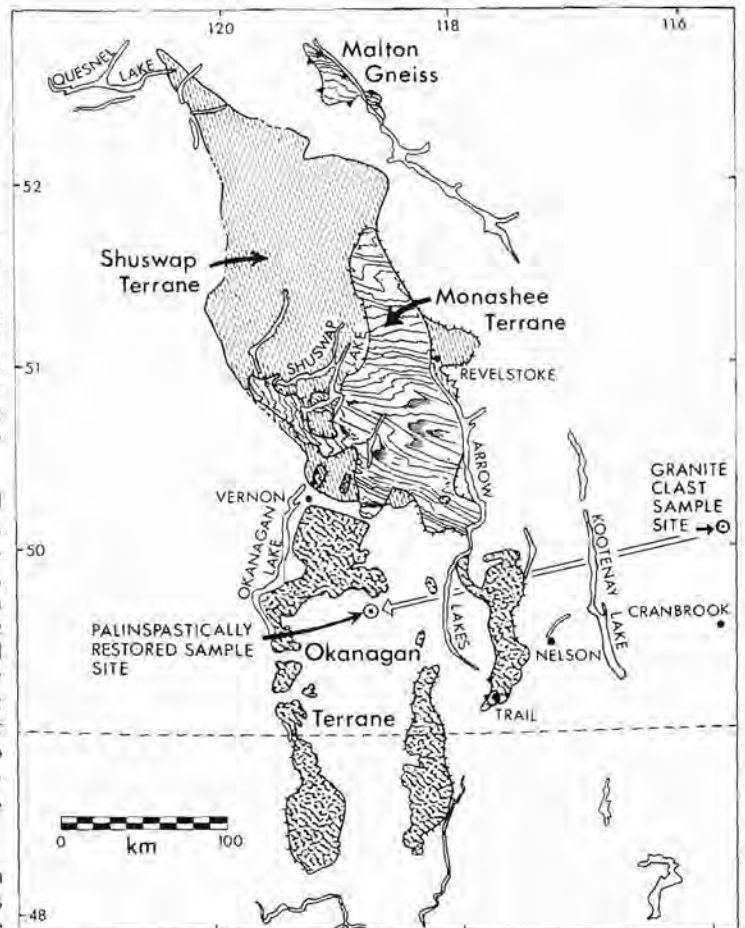 120
118
116
QUESNEL
LAKE
Malton
Gneiss
52
Shuswap
Terrane
Monashee
Terrane
SHUSWAP
LAKE
51
REVELSTOKE
ARROW
GRANITE
CLAST
SAMPLE
SITE
VERNON
OKANAGAN
LAKE
50
KOOTENAY
LAKE
CRANBROOK
PALINSPASTICALLY
RESTORED SAMPLE
SITE
Okanagan
LAKES
NELSON
Terrane
TRAIL
0
100
km
48